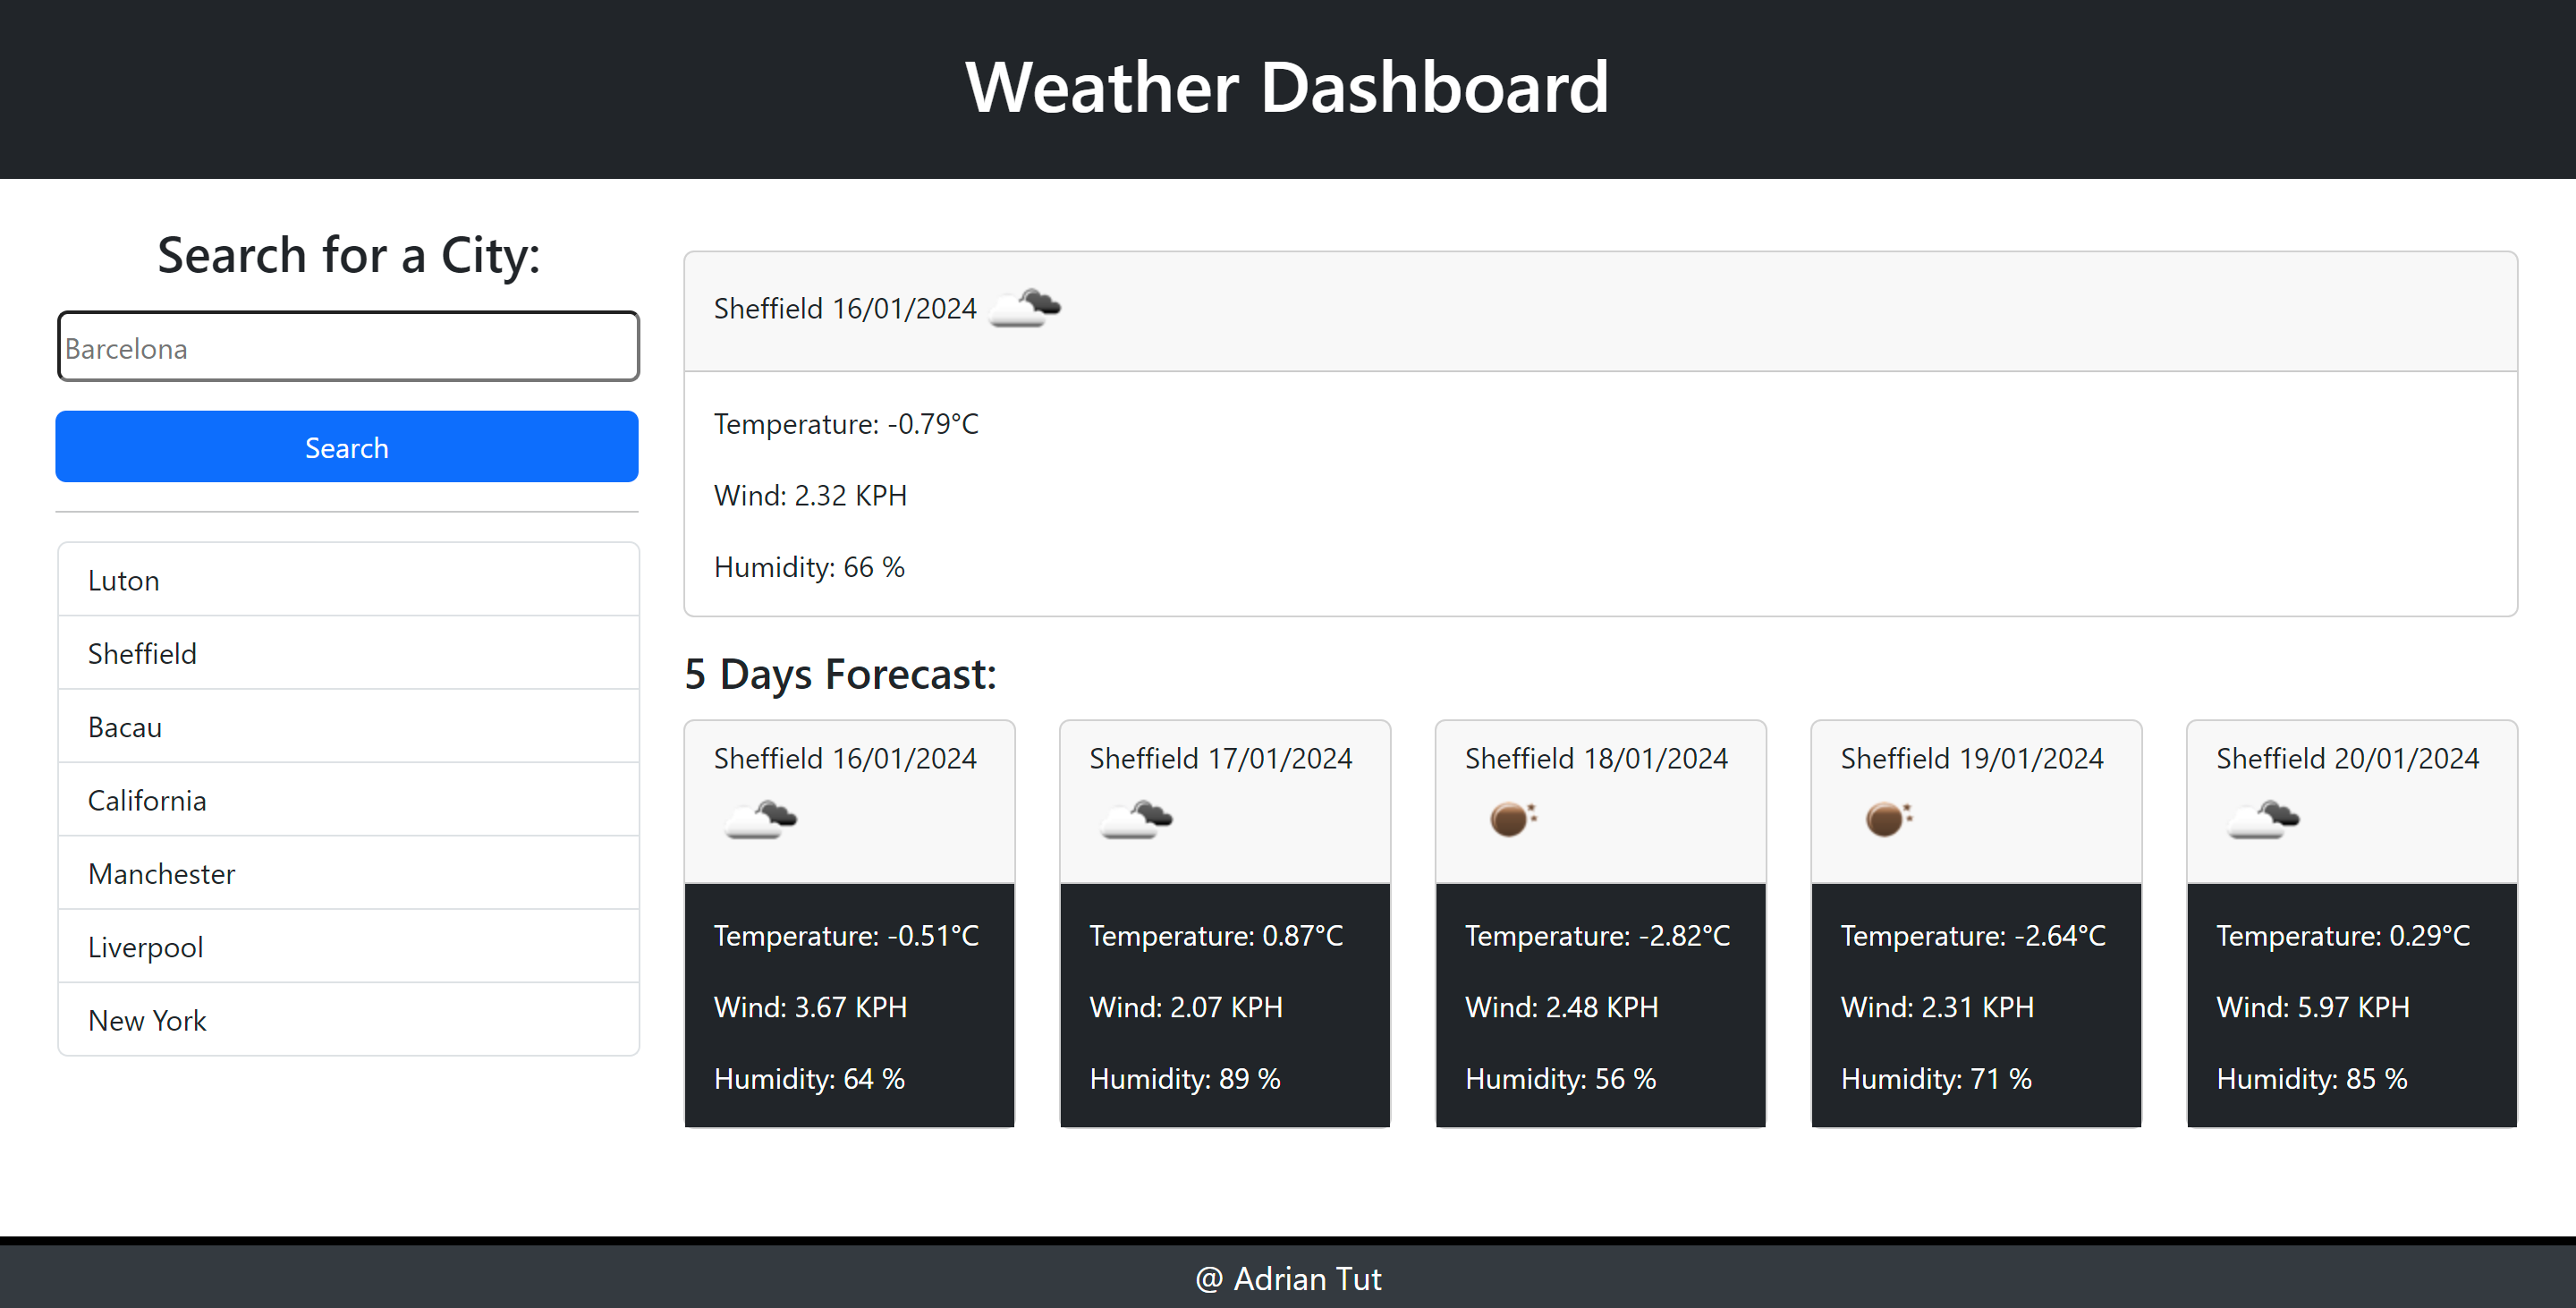 Weather Dashboard
Search for a City:
Barcelona
Search
Luton
Sheffield
Bacau
California
Manchester
Liverpool
New York
Sheffield 16/01/2024
Temperature: -0.79°C
Wind: 2.32 KPH
Humidity: 66 %
5 Days Forecast:
Sheffield 16/01/2024
Temperature: -0.51°C
Wind: 3.67 KPH
Humidity: 64 %
Sheffield 17/01/2024
Temperature: 0.87°C
Wind: 2.07 KPH
Humidity: 89 %
Sheffield 18/01/2024
Temperature: -2.82°C
Wind: 2.48 KPH
Humidity: 56 %
Sheffield 19/01/2024
Temperature: -2.64°C
Wind: 2.31 KPH
Humidity: 71 %
Sheffield 20/01/2024
Temperature: 0.29°C
Wind: 5.97 KPH
Humidity: 85 %
@ Adrian Tut